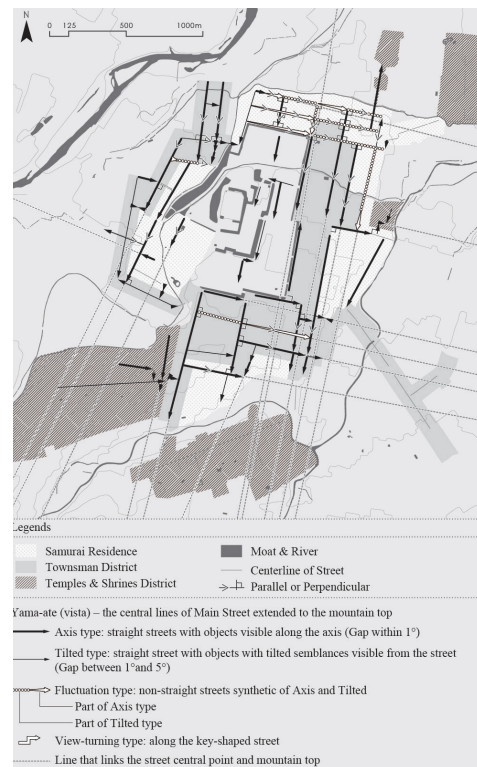 N
0 125 500 1000m
Legends
Samurai Residence
Townsman District
Temples & Shrines District
Moat & River
Centerline of Street
Parallel or Perpendicular
Yama-ate (vista) – the central lines of Main Street extended to the mountain top
Axis type: straight streets with objects visible along the axis (Gap within 1°)
Tilted type: straight street with objects with tilted semblances visible from the street
(Gap between 1°and 5°)
Fluctuation type: non-straight streets synthetic of Axis and Tilted
Part of Axis type
Part of Tilted type
View-turning type: along the key-shaped street
Line that links the street central point and mountain top